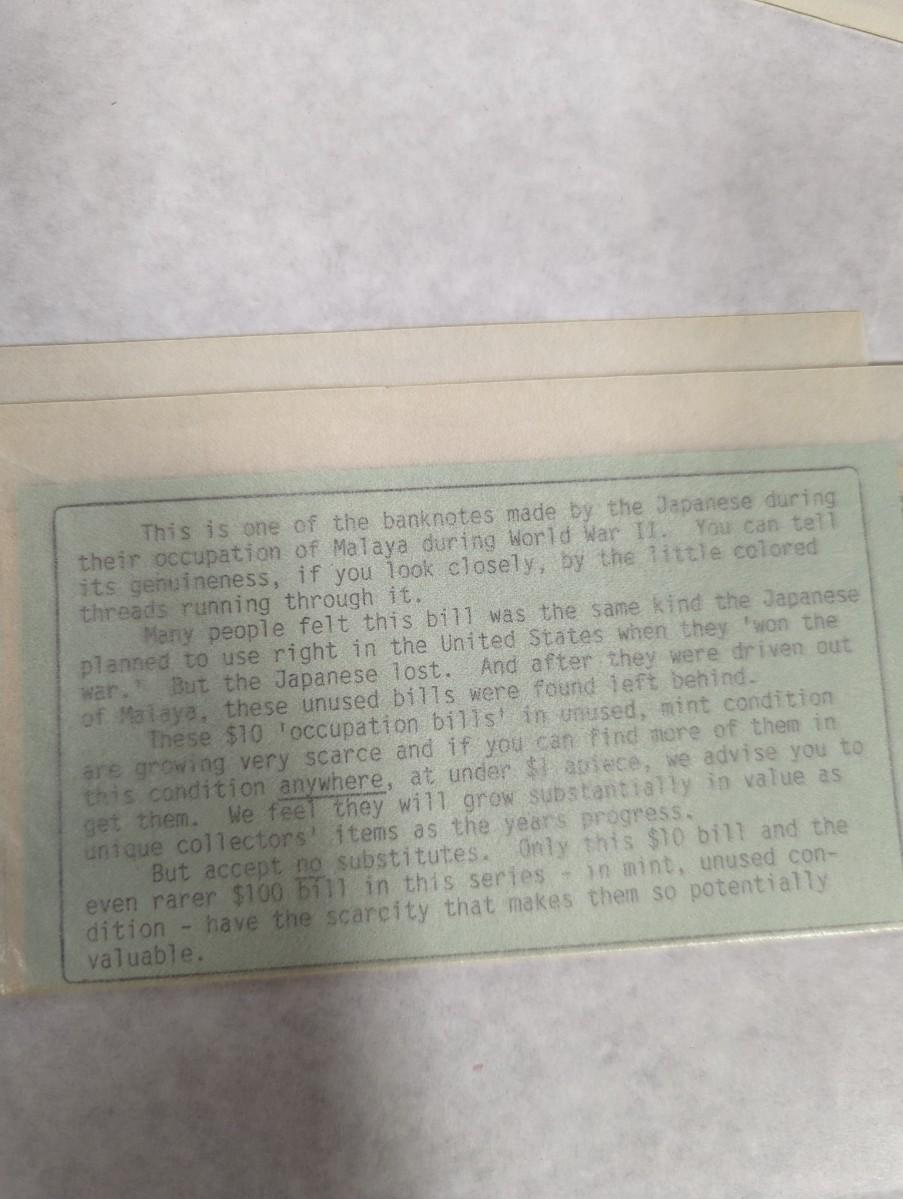 This is one of the banknotes made by the Japanese during
their occupation of Malaya during World War II. You can tell
its genuineness, if you look closely, by the little colored
threads running through it.
Many people felt this bill was the same kind the Japanese
planned to use right in the United States when they 'won the
war.' But the Japanese lost. And after they were driven out
of Malaya, these unused bills were found left behind.
These $10 'occupation bills' in unused, mint condition
are growing very scarce and if you can find more of them in
this condition anywhere, at under $1 apiece, we advise you to
get them. We feel they will grow substantially in value as
unique collectors' items as the years progress.
But accept no substitutes. Only this $10 bill and the
even rarer $100 bill in this series - in mint, unused con-
dition - have the scarcity that makes them so potentially
valuable.